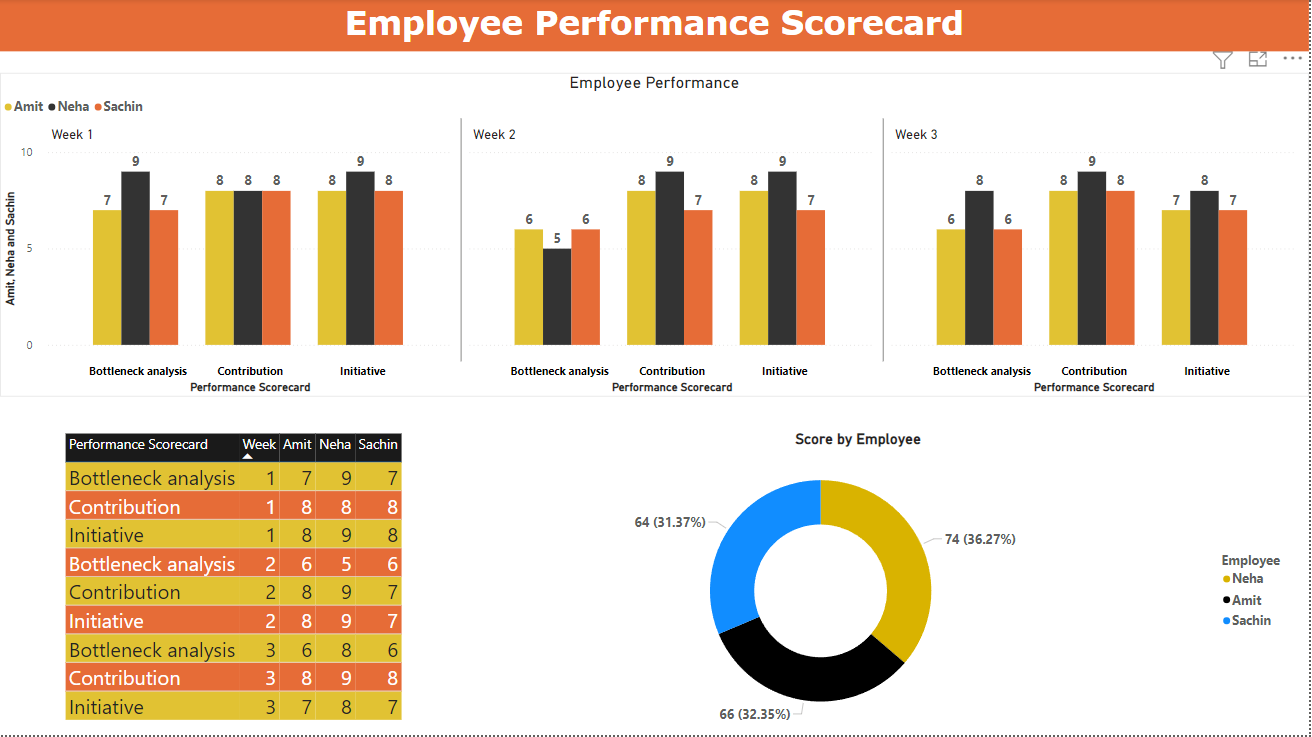 Employee Performance Scorecard
Employee Performance
Amit Neha Sachin
Week 1
Week 2
Week 3
10
5
0
Amit, Neha and Sachin
7 9 7 8 8 8 8 9 8
6 5 6 8 9 7 8 9 7
6 8 6 8 9 8 7 8 7
Bottleneck analysis Contribution Initiative
Performance Scorecard
Bottleneck analysis Contribution Initiative
Performance Scorecard
Bottleneck analysis Contribution Initiative
Performance Scorecard
Performance Scorecard Week Amit Neha Sachin
Bottleneck analysis 1 7 9 7
Contribution 1 8 8 8
Initiative 1 8 9 8
Bottleneck analysis 2 6 5 6
Contribution 2 8 9 7
Initiative 2 8 9 7
Bottleneck analysis 3 6 8 6
Contribution 3 8 9 8
Initiative 3 7 8 7
Score by Employee
64 (31.37%)
74 (36.27%)
66 (32.35%)
Employee
Neha
Amit
Sachin